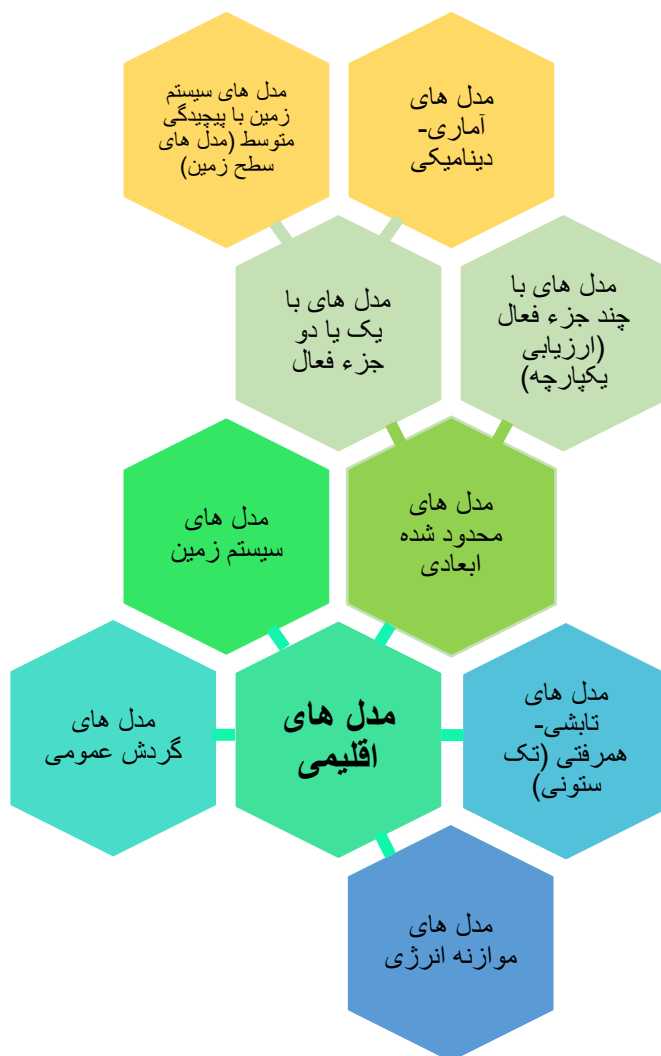 مدل های
آماری-
دینامیکی
مدل های سیستم
زمین با پیچیدگی
متوسط (مدل های
سطح زمین)
مدل های با
چند جزء فعال
(ارزیابی
یکپارچه)
مدل های با
یک یا دو
جزء فعال
مدل های
محدود شده
ابعادی
مدل های
سیستم زمین
مدل های
تابشی-
همرفتی (تک
ستونی)
مدل های
اقلیمی
مدل های
گردش عمومی
مدل های
موازنه انرژی